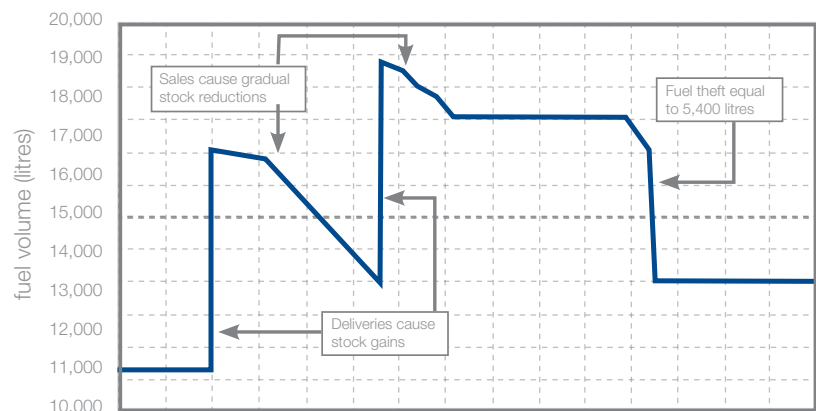 20,000
19,000
18,000
17,000
16,000
15,000
14,000
13,000
12,000
11,000
10,000
fuel volume (litres)
Sales cause gradual
stock reductions
Fuel theft equal
to 5,400 litres
Deliveries cause
stock gains